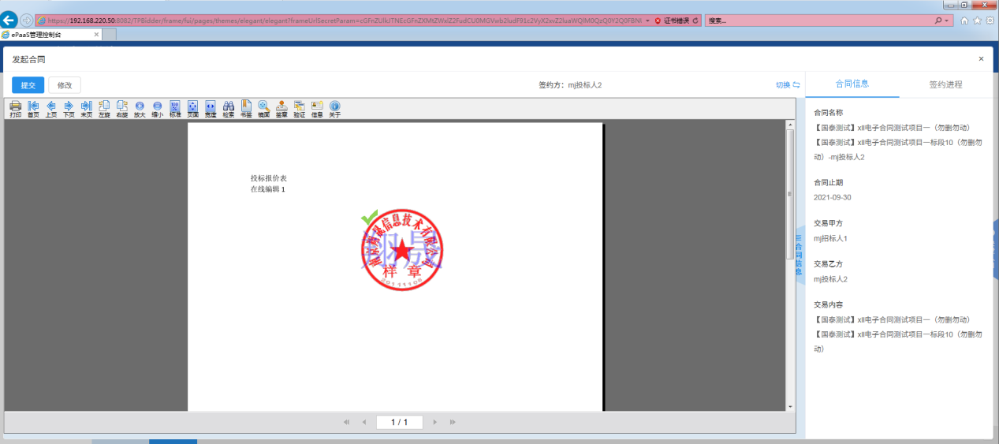 https://192.168.220.50:8082/TPBidder/frame/fui/pages/themes/elegant/elegant?frameUrlSecretParam=
证书错误
搜索...
ePaaS管理控制台
发起合同
提交
修改
签约方：mj投标人2
切换
合同信息
签约进程
打印 首页 上页 下页 末页 左旋 右旋 放大 缩小 标准 页面 宽度 检索 书签 镜面 签章 验证 信息 关于
投标报价表
在线编辑 1
翔晟
信息技术有限公司
样 章
合同信息
合同名称
【国泰测试】xll电子合同测试项目一（勿删勿动）
【国泰测试】xll电子合同测试项目一标段10（勿删勿
动）-mj投标人2
合同止期
2021-09-30
交易甲方
mj招标人1
交易乙方
mj投标人2
交易内容
【国泰测试】xll电子合同测试项目一（勿删勿动）
【国泰测试】xll电子合同测试项目一标段10（勿删勿
动）
1 / 1